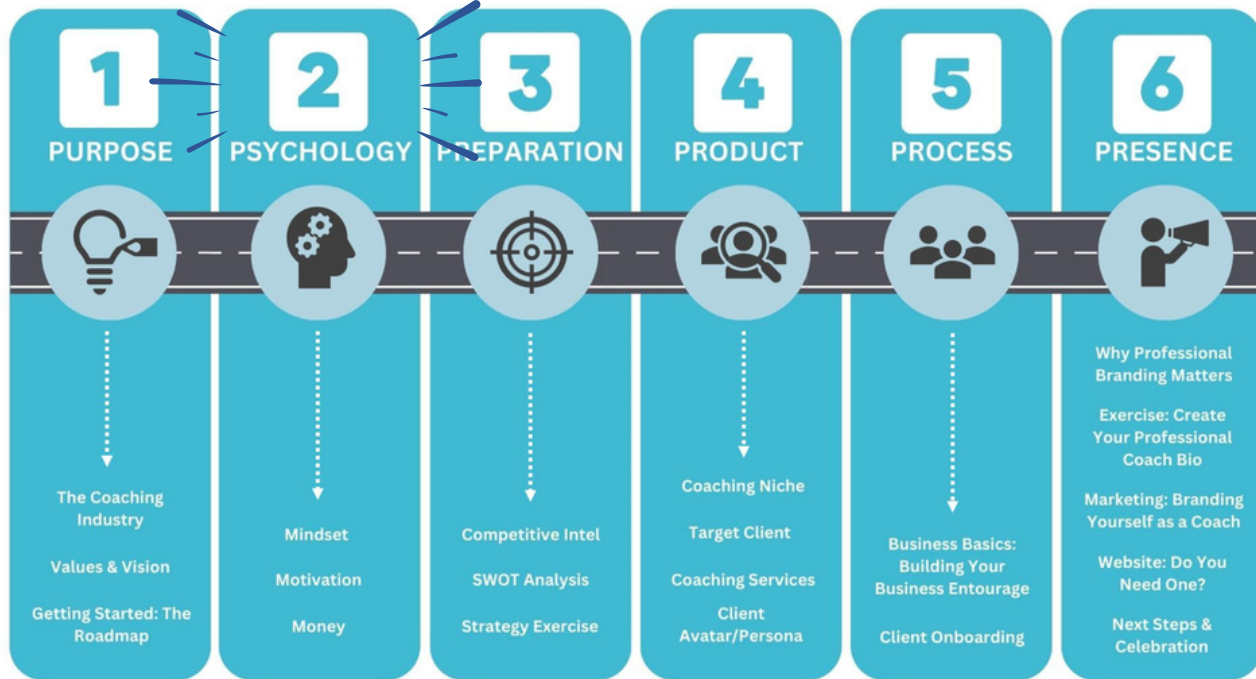 1
PURPOSE
The Coaching
Industry
Values & Vision
Getting Started: The
Roadmap
2
PSYCHOLOGY
Mindset
Motivation
Money
3
PREPARATION
Competitive Intel
SWOT Analysis
Strategy Exercise
4
PRODUCT
Coaching Niche
Target Client
Coaching Services
Client
Avatar/Persona
5
PROCESS
Business Basics:
Building Your
Business Entourage
Client Onboarding
6
PRESENCE
Why Professional
Branding Matters
Exercise: Create
Your Professional
Coach Bio
Marketing: Branding
Yourself as a Coach
Website: Do You
Need One?
Next Steps &
Celebration